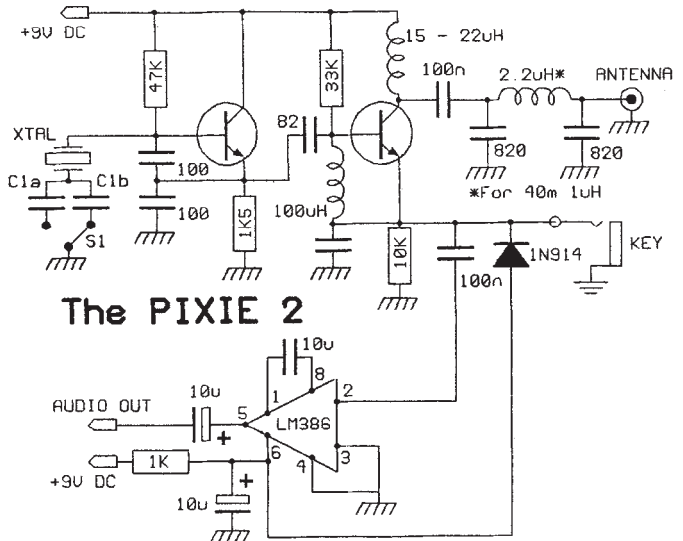 +9V DC
15 - 22uH
47K
33K
100n
2.2uH*
ANTENNA
XTAL
82
820
820
C1a
C1b
100
100
*For 40m 1uH
S1
1K5
100uH
10K
100n
1N914
KEY
The PIXIE 2
10u
8
1
2
10u
AUDIO OUT
5
LM386
+
6
3
4
1K
+9V DC
+
10u